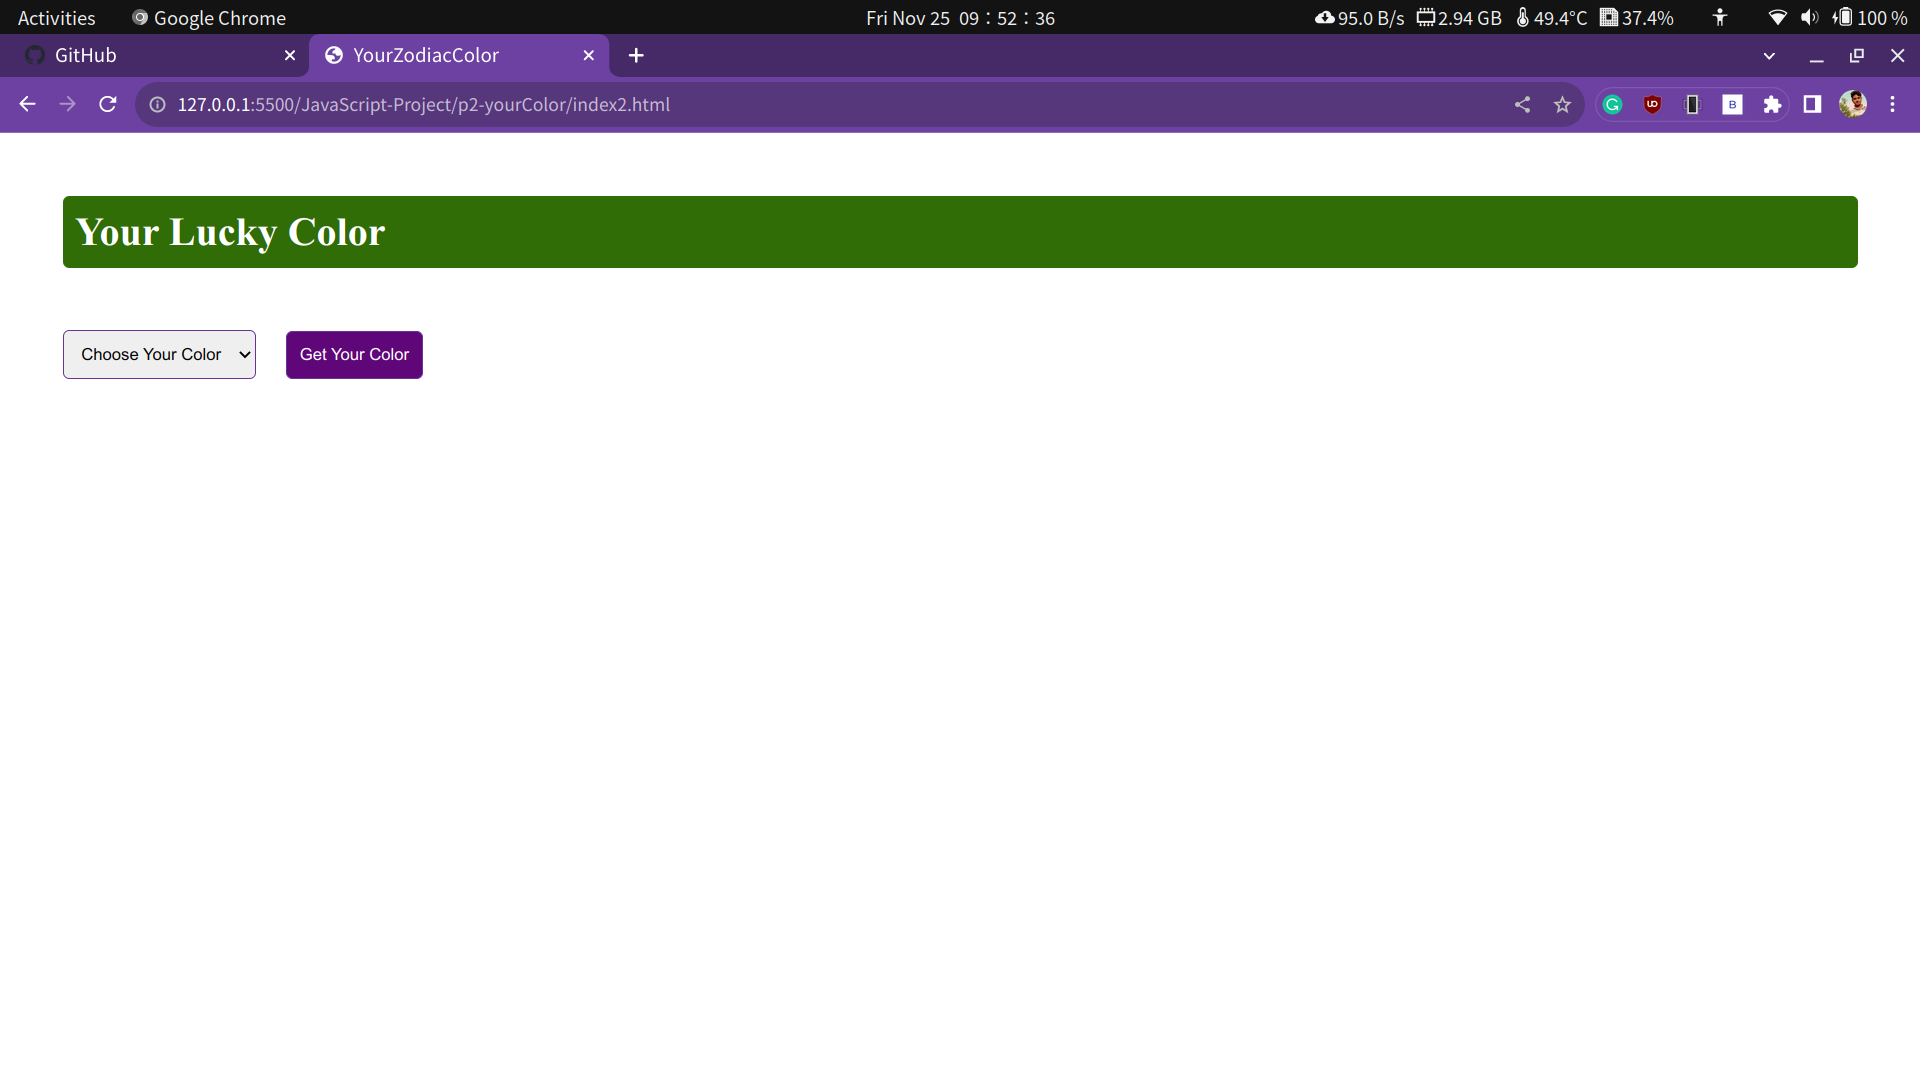 Activities Google Chrome Fri Nov 25 09 : 52 : 36 95.0 B/s 2.94 GB 49.4°C 37.4% 100 %
GitHub YourZodiacColor
127.0.0.1:5500/JavaScript-Project/p2-yourColor/index2.html
Your Lucky Color
Choose Your Color Get Your Color